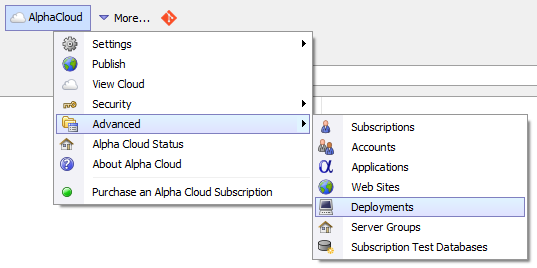 AlphaCloud More...
Settings
Publish
View Cloud
Security
Advanced
Alpha Cloud Status
About Alpha Cloud
Purchase an Alpha Cloud Subscription
Subscriptions
Accounts
Applications
Web Sites
Deployments
Server Groups
Subscription Test Databases